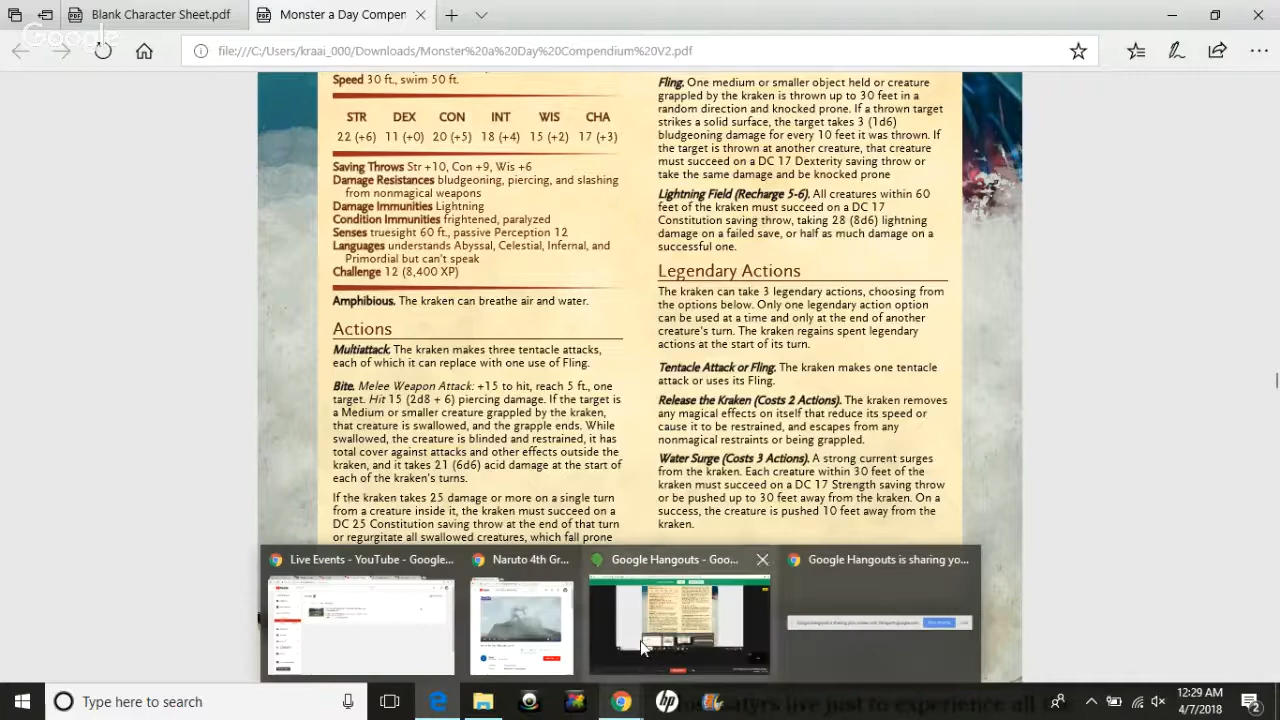 Blank Character Sheet.pdf
Monster a Day Compendi
Google
file:///C:/Users/kraai_000/Downloads/Monster%20a%20Day%20Compendium%20V2.pdf
Speed 30 ft., swim 50 ft.
STR DEX CON INT WIS CHA
22 (+6) 11 (+0) 20 (+5) 18 (+4) 15 (+2) 17 (+3)
Saving Throws Str +10, Con +9, Wis +6
Damage Resistances bludgeoning, piercing, and slashing
from nonmagical weapons
Damage Immunities Lightning
Condition Immunities frightened, paralyzed
Senses truesight 60 ft., passive Perception 12
Languages understands Abyssal, Celestial, Infernal, and
Primordial but can't speak
Challenge 12 (8,400 XP)
Amphibious. The kraken can breathe air and water.
Actions
Multiattack. The kraken makes three tentacle attacks,
each of which it can replace with one use of Fling.
Bite. Melee Weapon Attack: +15 to hit, reach 5 ft., one
target. Hit 15 (2d8 + 6) piercing damage. If the target is
a Medium or smaller creature grappled by the kraken,
that creature is swallowed, and the grapple ends. While
swallowed, the creature is blinded and restrained, it has
total cover against attacks and other effects outside the
kraken, and it takes 21 (6d6) acid damage at the start of
each of the kraken's turns.
If the kraken takes 25 damage or more on a single turn
from a creature inside it, the kraken must succeed on a
DC 25 Constitution saving throw at the end of that turn
or regurgitate all swallowed creatures, which fall prone
Fling. One medium or smaller object held or creature
grappled by the kraken is thrown up to 30 feet in a
random direction and knocked prone. If a thrown target
strikes a solid surface, the target takes 3 (1d6)
bludgeoning damage for every 10 feet it was thrown. If
the target is thrown at another creature, that creature
must succeed on a DC 17 Dexterity saving throw or
take the same damage and be knocked prone
Lightning Field (Recharge 5-6). All creatures within 60
feet of the kraken must succeed on a DC 17
Constitution saving throw, taking 28 (8d6) lightning
damage on a failed save, or half as much damage on a
successful one.
Legendary Actions
The kraken can take 3 legendary actions, choosing from
the options below. Only one legendary action option
can be used at a time and only at the end of another
creature's turn. The kraken regains spent legendary
actions at the start of its turn.
Tentacle Attack or Fling. The kraken makes one tentacle
attack or uses its Fling.
Release the Kraken (Costs 2 Actions). The kraken removes
any magical effects on itself that reduce its speed or
cause it to be restrained, and escapes from any
nonmagical restraints or being grappled.
Water Surge (Costs 3 Actions). A strong current surges
from the kraken. Each creature within 30 feet of the
kraken must succeed on a DC 17 Strength saving throw
or be pushed up to 30 feet away from the kraken. On a
success, the creature is pushed 10 feet away from the
kraken.
Live Events - YouTube - Google...
Naruto 4th Gr...
Google Hangouts - Goo...
Google Hangouts is sharing yo...
Type here to search
12:29 AM
4/7/2018